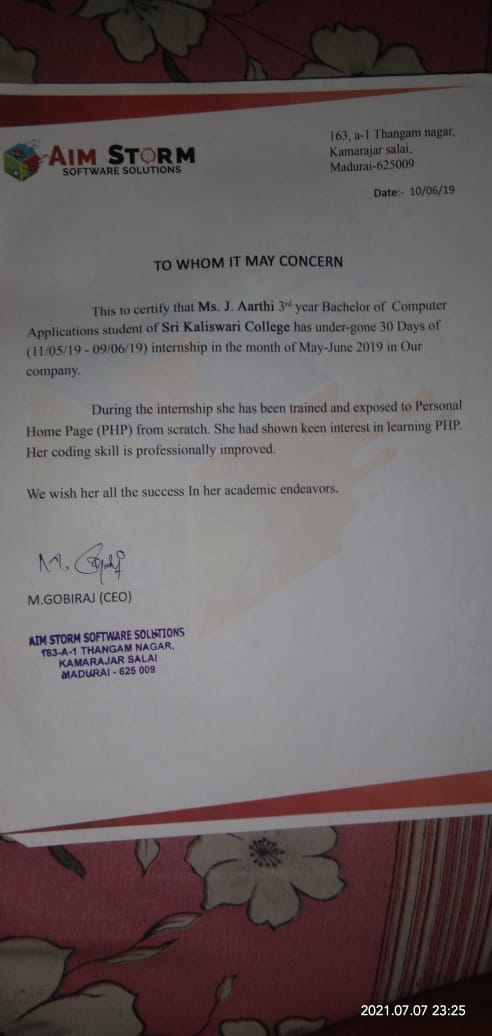 AIM STORM
SOFTWARE SOLUTIONS
163, a-1 Thangam nagar,
Kamarajar salai,
Madurai-625009
Date:- 10/06/19
TO WHOM IT MAY CONCERN
This to certify that Ms. J. Aarthi 3rd year Bachelor of Computer
Applications student of Sri Kaliswari College has under-gone 30 Days of
(11/05/19 - 09/06/19) internship in the month of May-June 2019 in Our
company.
During the internship she has been trained and exposed to Personal
Home Page (PHP) from scratch. She had shown keen interest in learning PHP.
Her coding skill is professionally improved.
We wish her all the success In her academic endeavors.
M.
M.GOBIRAJ (CEO)
AIM STORM SOFTWARE SOLUTIONS
163-A-1 THANGAM NAGAR,
KAMARAJAR SALAI
MADURAI - 625 009
2021.07.07 23:25